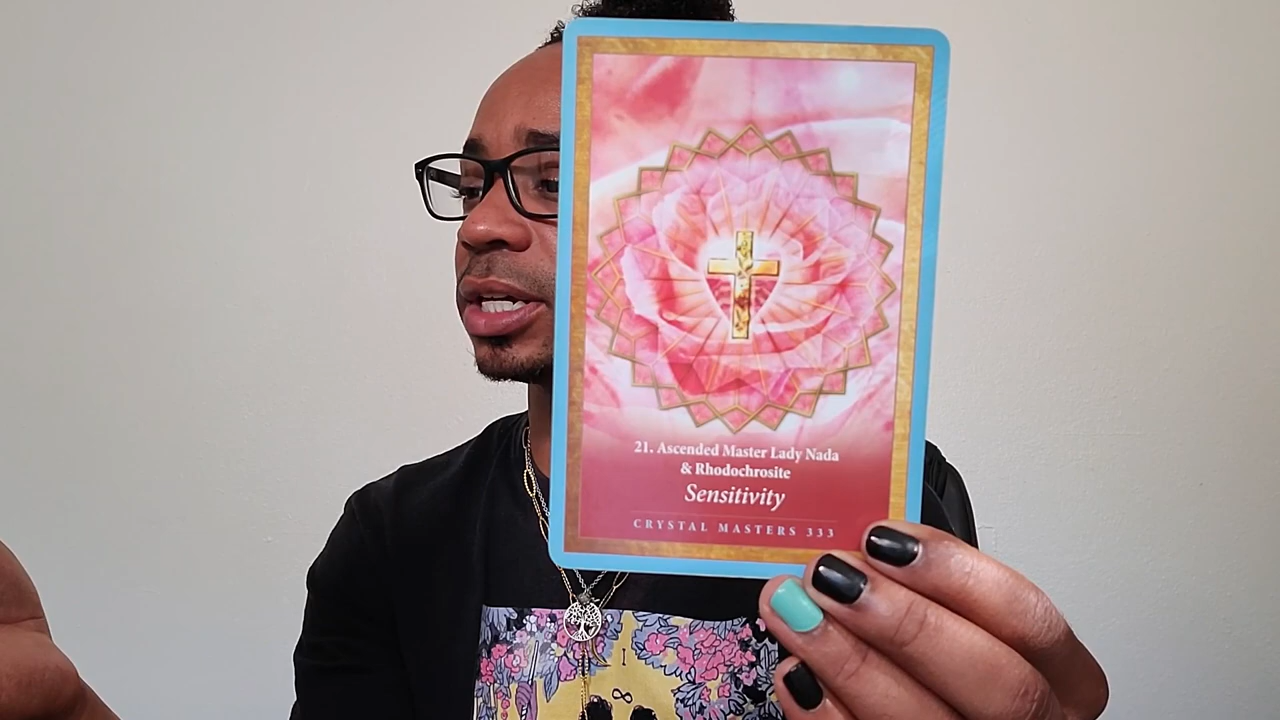 21. Ascended Master Lady Nada
& Rhodochrosite
Sensitivity
CRYSTAL MASTERS 333
I